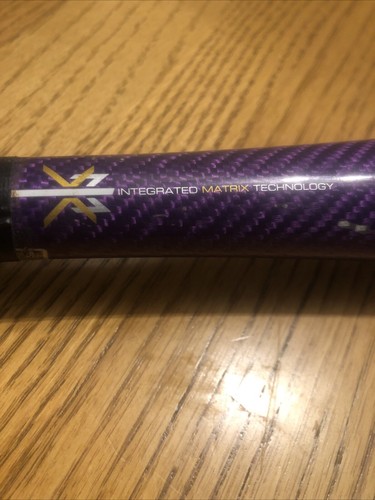 INTEGRATED MATRIX TECHNOLOGY